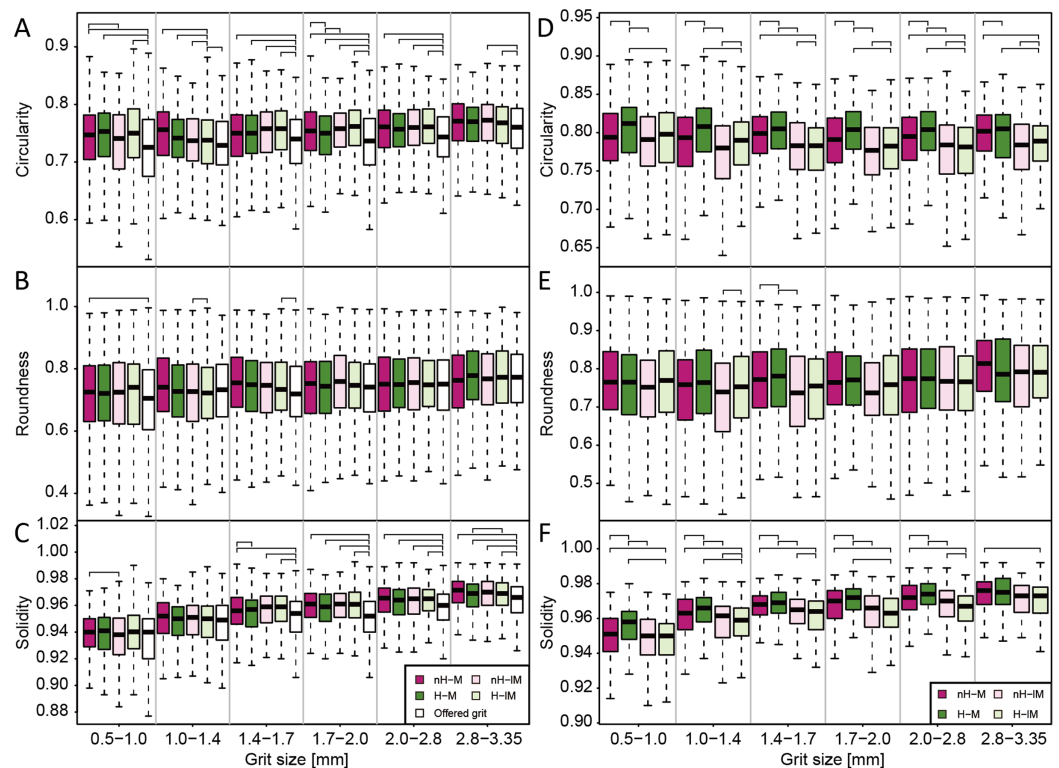 A
Circularity
0.9
0.8
0.7
0.6
B
Roundness
1.0
0.8
0.6
0.4
C
Solidity
1.02
1.00
0.98
0.96
0.94
0.92
0.90
0.88
nH−M nH−IM
H−M H−IM
Offered grit
0.5−1.0 1.0−1.4 1.4−1.7 1.7−2.0 2.0−2.8 2.8−3.35
Grit size [mm]
D
Circularity
0.95
0.90
0.85
0.80
0.75
0.70
0.65
E
Roundness
1.0
0.9
0.8
0.7
0.6
0.5
F
Solidity
1.00
0.98
0.96
0.94
0.92
0.90
nH−M nH−IM
H−M H−IM
0.5−1.0 1.0−1.4 1.4−1.7 1.7−2.0 2.0−2.8 2.8−3.35
Grit size [mm]